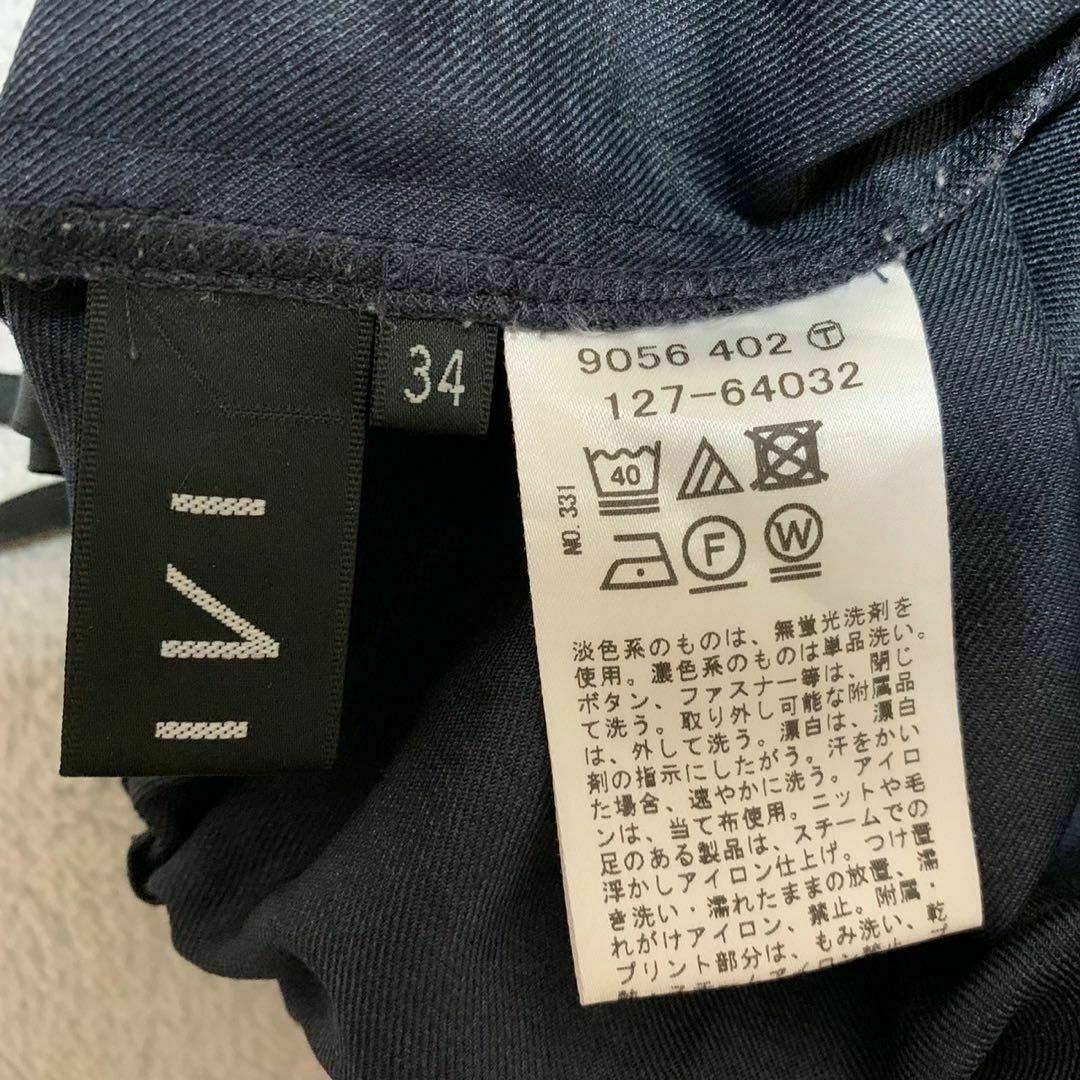 34
9056 402 Ⓣ
127-64032
NO.331
40
F
W
淡色系のものは、無蛍光洗剤を
使用。濃色系のものは単品洗い。
ボタン、ファスナー等は、閉じ
て洗う。取り外し可能な附属品
は、外して洗う。漂白は、漂白
剤の指示にしたがう。汗をかい
た場合、速やかに洗う。アイロ
ンは、当て布使用。ニットや毛
足のある製品は、スチームでの
浮かしアイロン仕上げ。つけ置
き洗い・濡れたままの放置、濡
れがけアイロン、禁止。附属・
プリント部分は、もみ洗い、乾